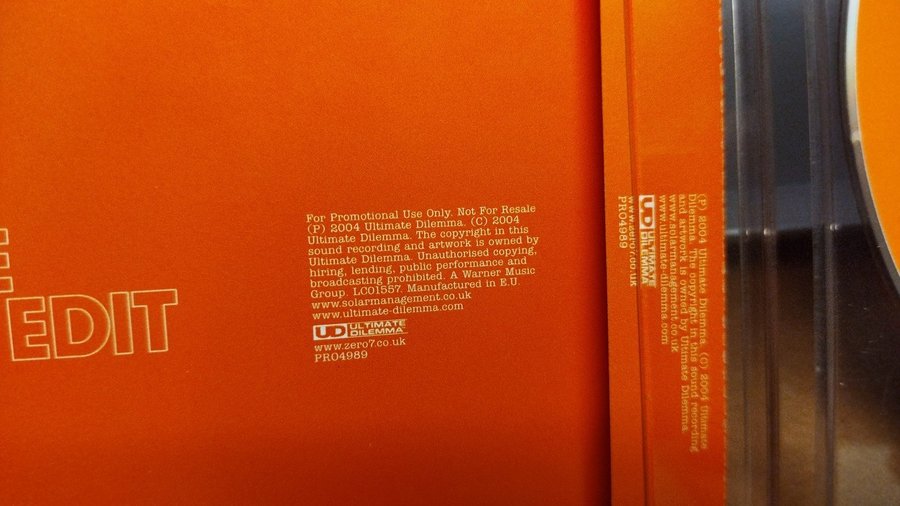 EDIT
For Promotional Use Only. Not For Resale
(P) 2004 Ultimate Dilemma. (C) 2004
Ultimate Dilemma. The copyright in this
sound recording and artwork is owned by
Ultimate Dilemma. Unauthorised copying,
hiring, lending, public performance and
broadcasting prohibited. A Warner Music
Group. LC01557. Manufactured in E.U.
www.solarmanagement.co.uk
www.ultimate-dilemma.com
UD ULTIMATE
DILEMMA
www.zero7.co.uk
PR04989
(P) 2004 Ultimate Dilemma. (C) 2004 Ultimate
Dilemma. The copyright in this sound recording
and artwork is owned by Ultimate Dilemma.
www.solarmanagement.co.uk
www.ultimate-dilemma.com
UD ULTIMATE
DILEMMA
www.zero7.co.uk
PR04989